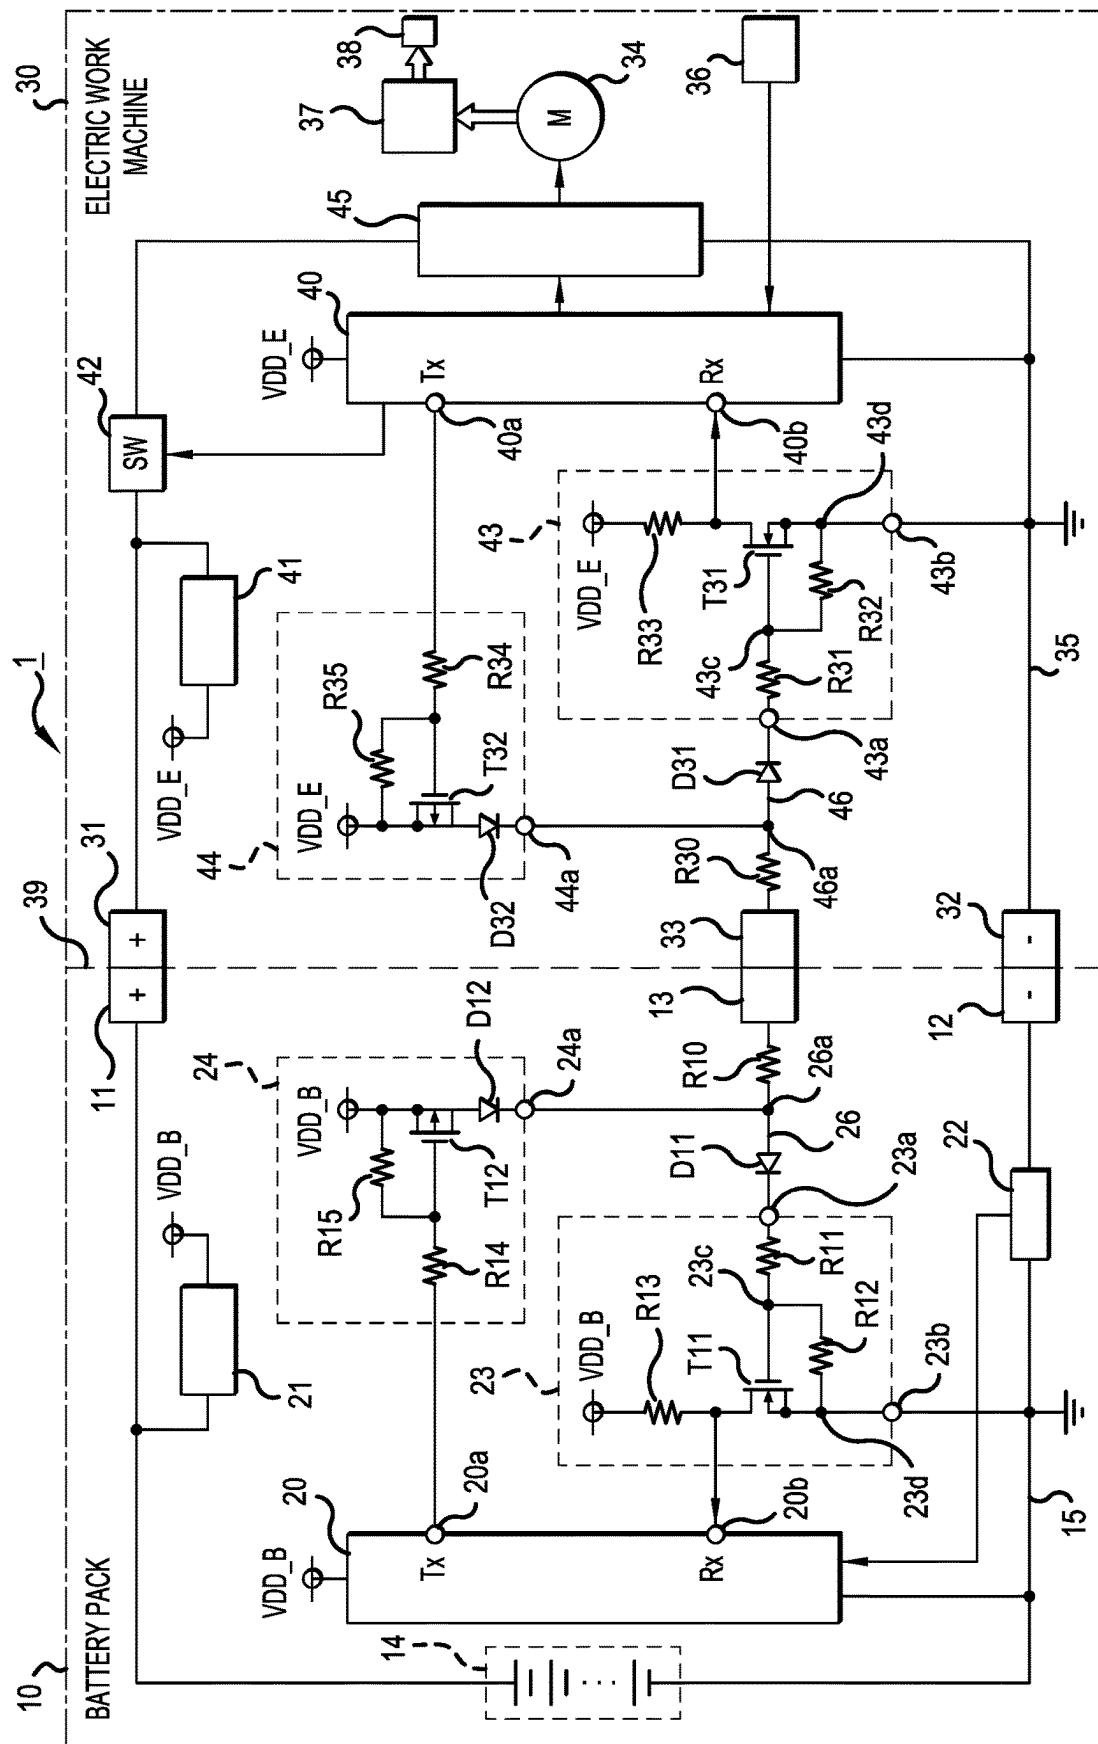 1
10
BATTERY PACK
30
ELECTRIC WORK
MACHINE
39
11
+
+
31
42
SW
VDD_B
21
VDD_E
41
38
37
M
34
36
45
14
20
VDD_B
Tx
20a
Rx
20b
24
VDD_B
R15
R14
T12
D12
24a
44
VDD_E
R35
R34
T32
D32
44a
40
VDD_E
Tx
40a
Rx
40b
23
VDD_B
R13
T11
23c
R11
R12
23d
23b
23a
D11
26
26a
R10
13
33
R30
46a
46
D31
43a
43
VDD_E
R33
T31
43c
R31
R32
43d
43b
15
22
12
-
-
32
35